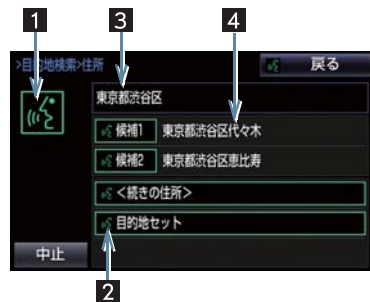 1 3 4
>目的地検索>住所 戻る
東京都渋谷区
候補1 東京都渋谷区代々木
候補2 東京都渋谷区恵比寿
<続きの住所>
目的地セット
中止
2